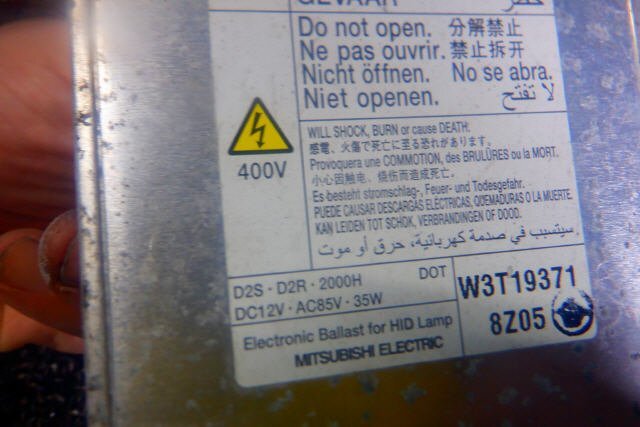 GEVAAR
خطر
Do not open. 分解禁止
Ne pas ouvrir. 禁止拆开
Nicht öffnen. No se abra.
Niet openen. لا تفتح
400V
WILL SHOCK, BURN or cause DEATH.
感電、火傷で死亡に至る恐れがあります。
Provoquera une COMMOTION, des BRULÛRES ou la MORT.
小心因触电、烧伤而造成死亡。
Es besteht stromschlag-, Feuer- und Todesgefahr.
PUEDE CAUSAR DESCARGAS ELÉCTRICAS, QUEMADURAS O LA MUERTE.
KAN LEIDEN TOT SCHOK, VERBRANDINGEN OF DOOD.
سيتسبب في صدمة كهربائية، حرق أو موت
D2S · D2R · 2000H DOT
DC12V · AC85V · 35W
W3T19371
8Z05
Electronic Ballast for HID Lamp
MITSUBISHI ELECTRIC